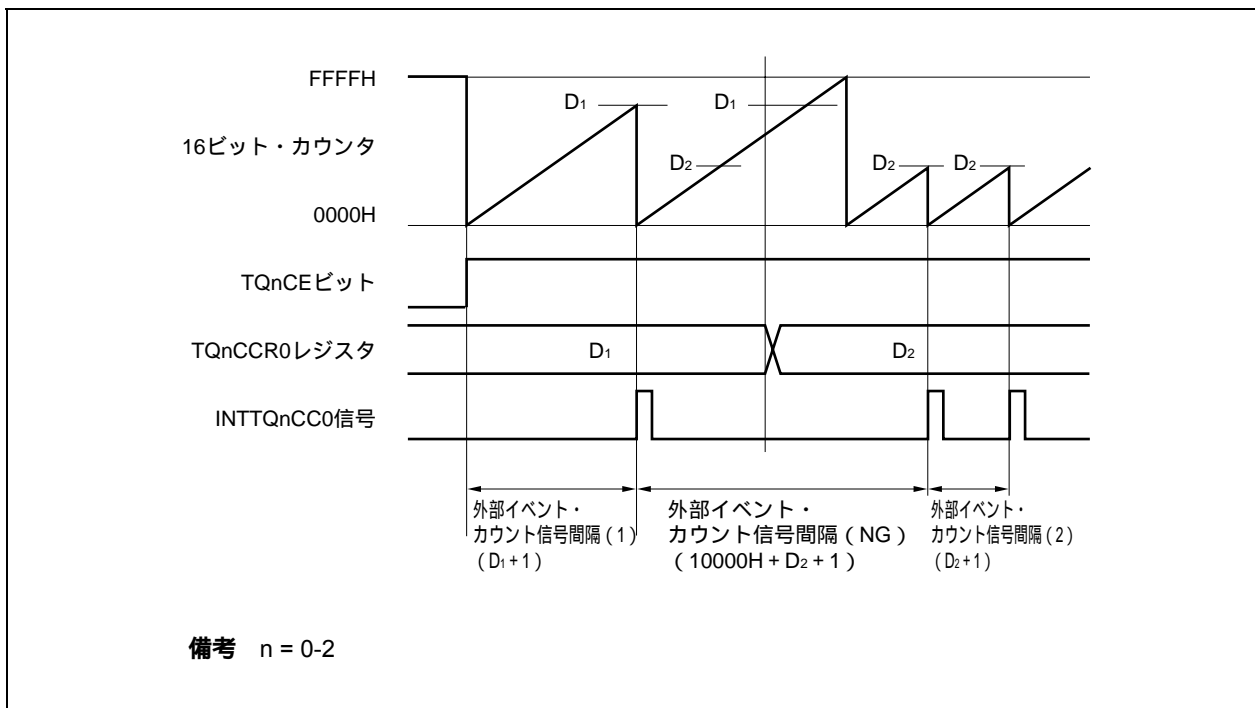 FFFFH
D1
D1
16ビット・カウンタ
D2
D2
D2
0000H
TQnCEビット
TQnCCR0レジスタ
D1
D2
INTTQnCC0信号
外部イベント・
カウント信号間隔(1)
(D1+1)
外部イベント・
カウント信号間隔(NG)
(10000H + D2 + 1)
外部イベント・
カウント信号間隔(2)
(D2+1)
備考 n = 0-2